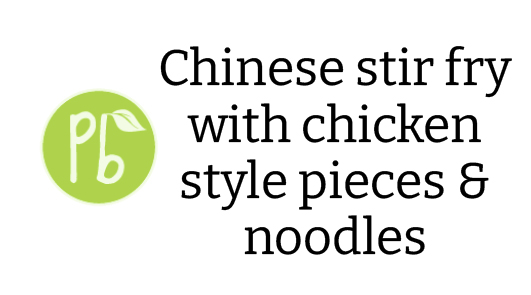 Pb
Chinese stir fry
with chicken
style pieces &
noodles